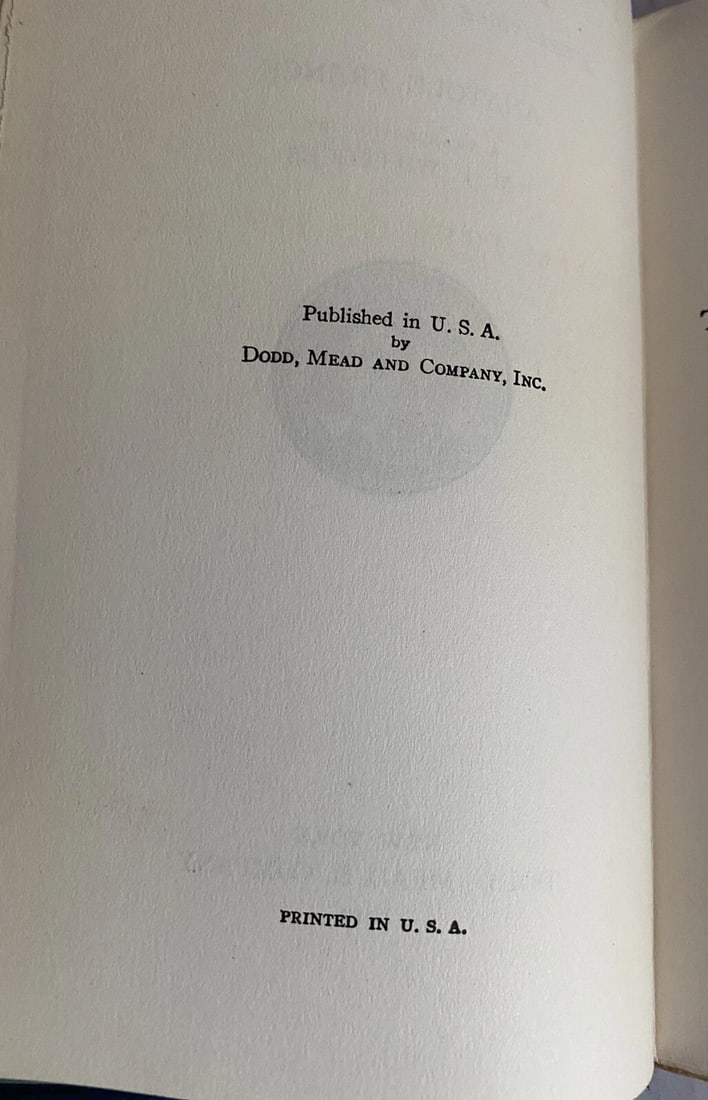 Published in U. S. A.
by
DODD, MEAD AND COMPANY, INC.
PRINTED IN U. S. A.